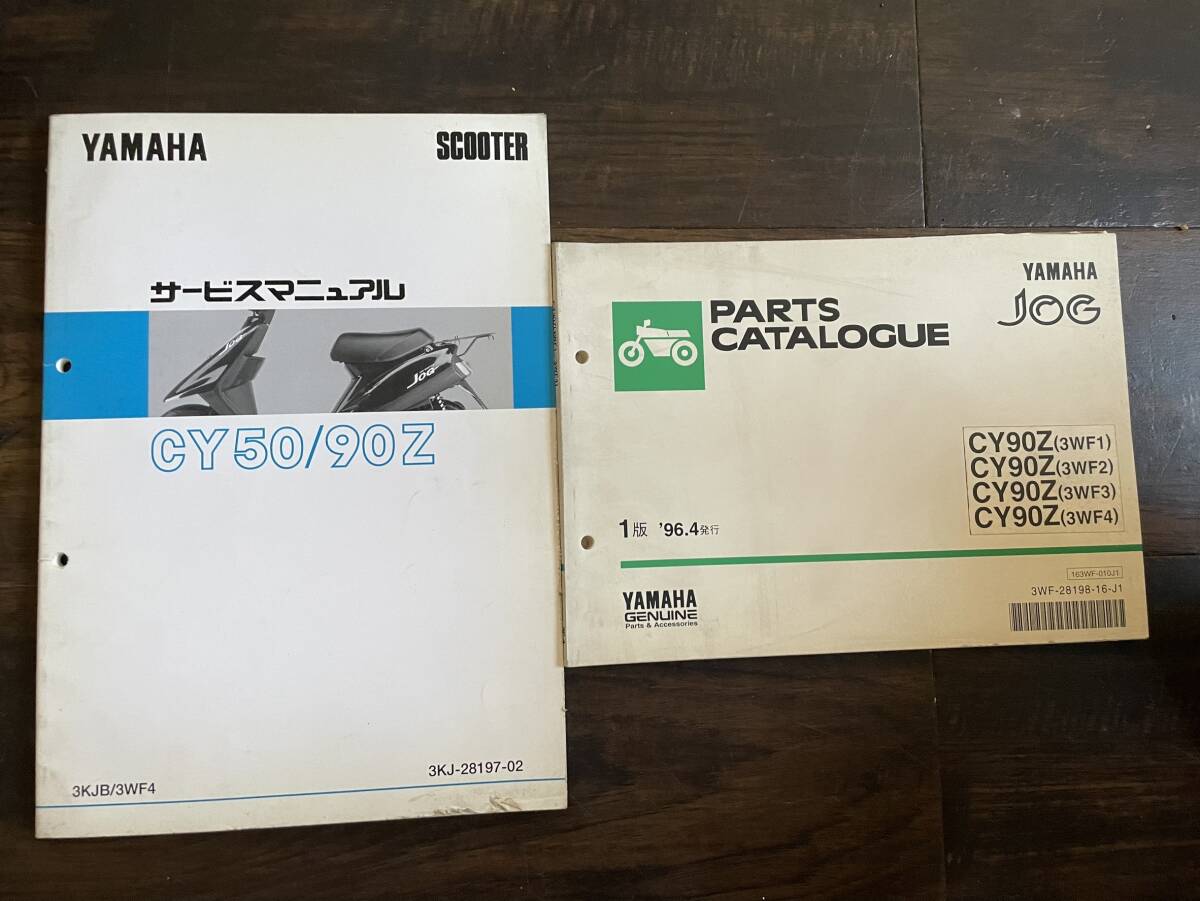 YAMAHA
SCOOTER
サービスマニュアル
JOG
JOG
CY50/90Z
3KJ-28197-02
3KJB/3WF4
YAMAHA
JOG
PARTS
CATALOGUE
CY90Z(3WF1)
CY90Z(3WF2)
CY90Z(3WF3)
CY90Z(3WF4)
1版 '96.4発行
163WF-010J1
3WF-28198-16-J1
YAMAHA
GENUINE
Parts & Accessories